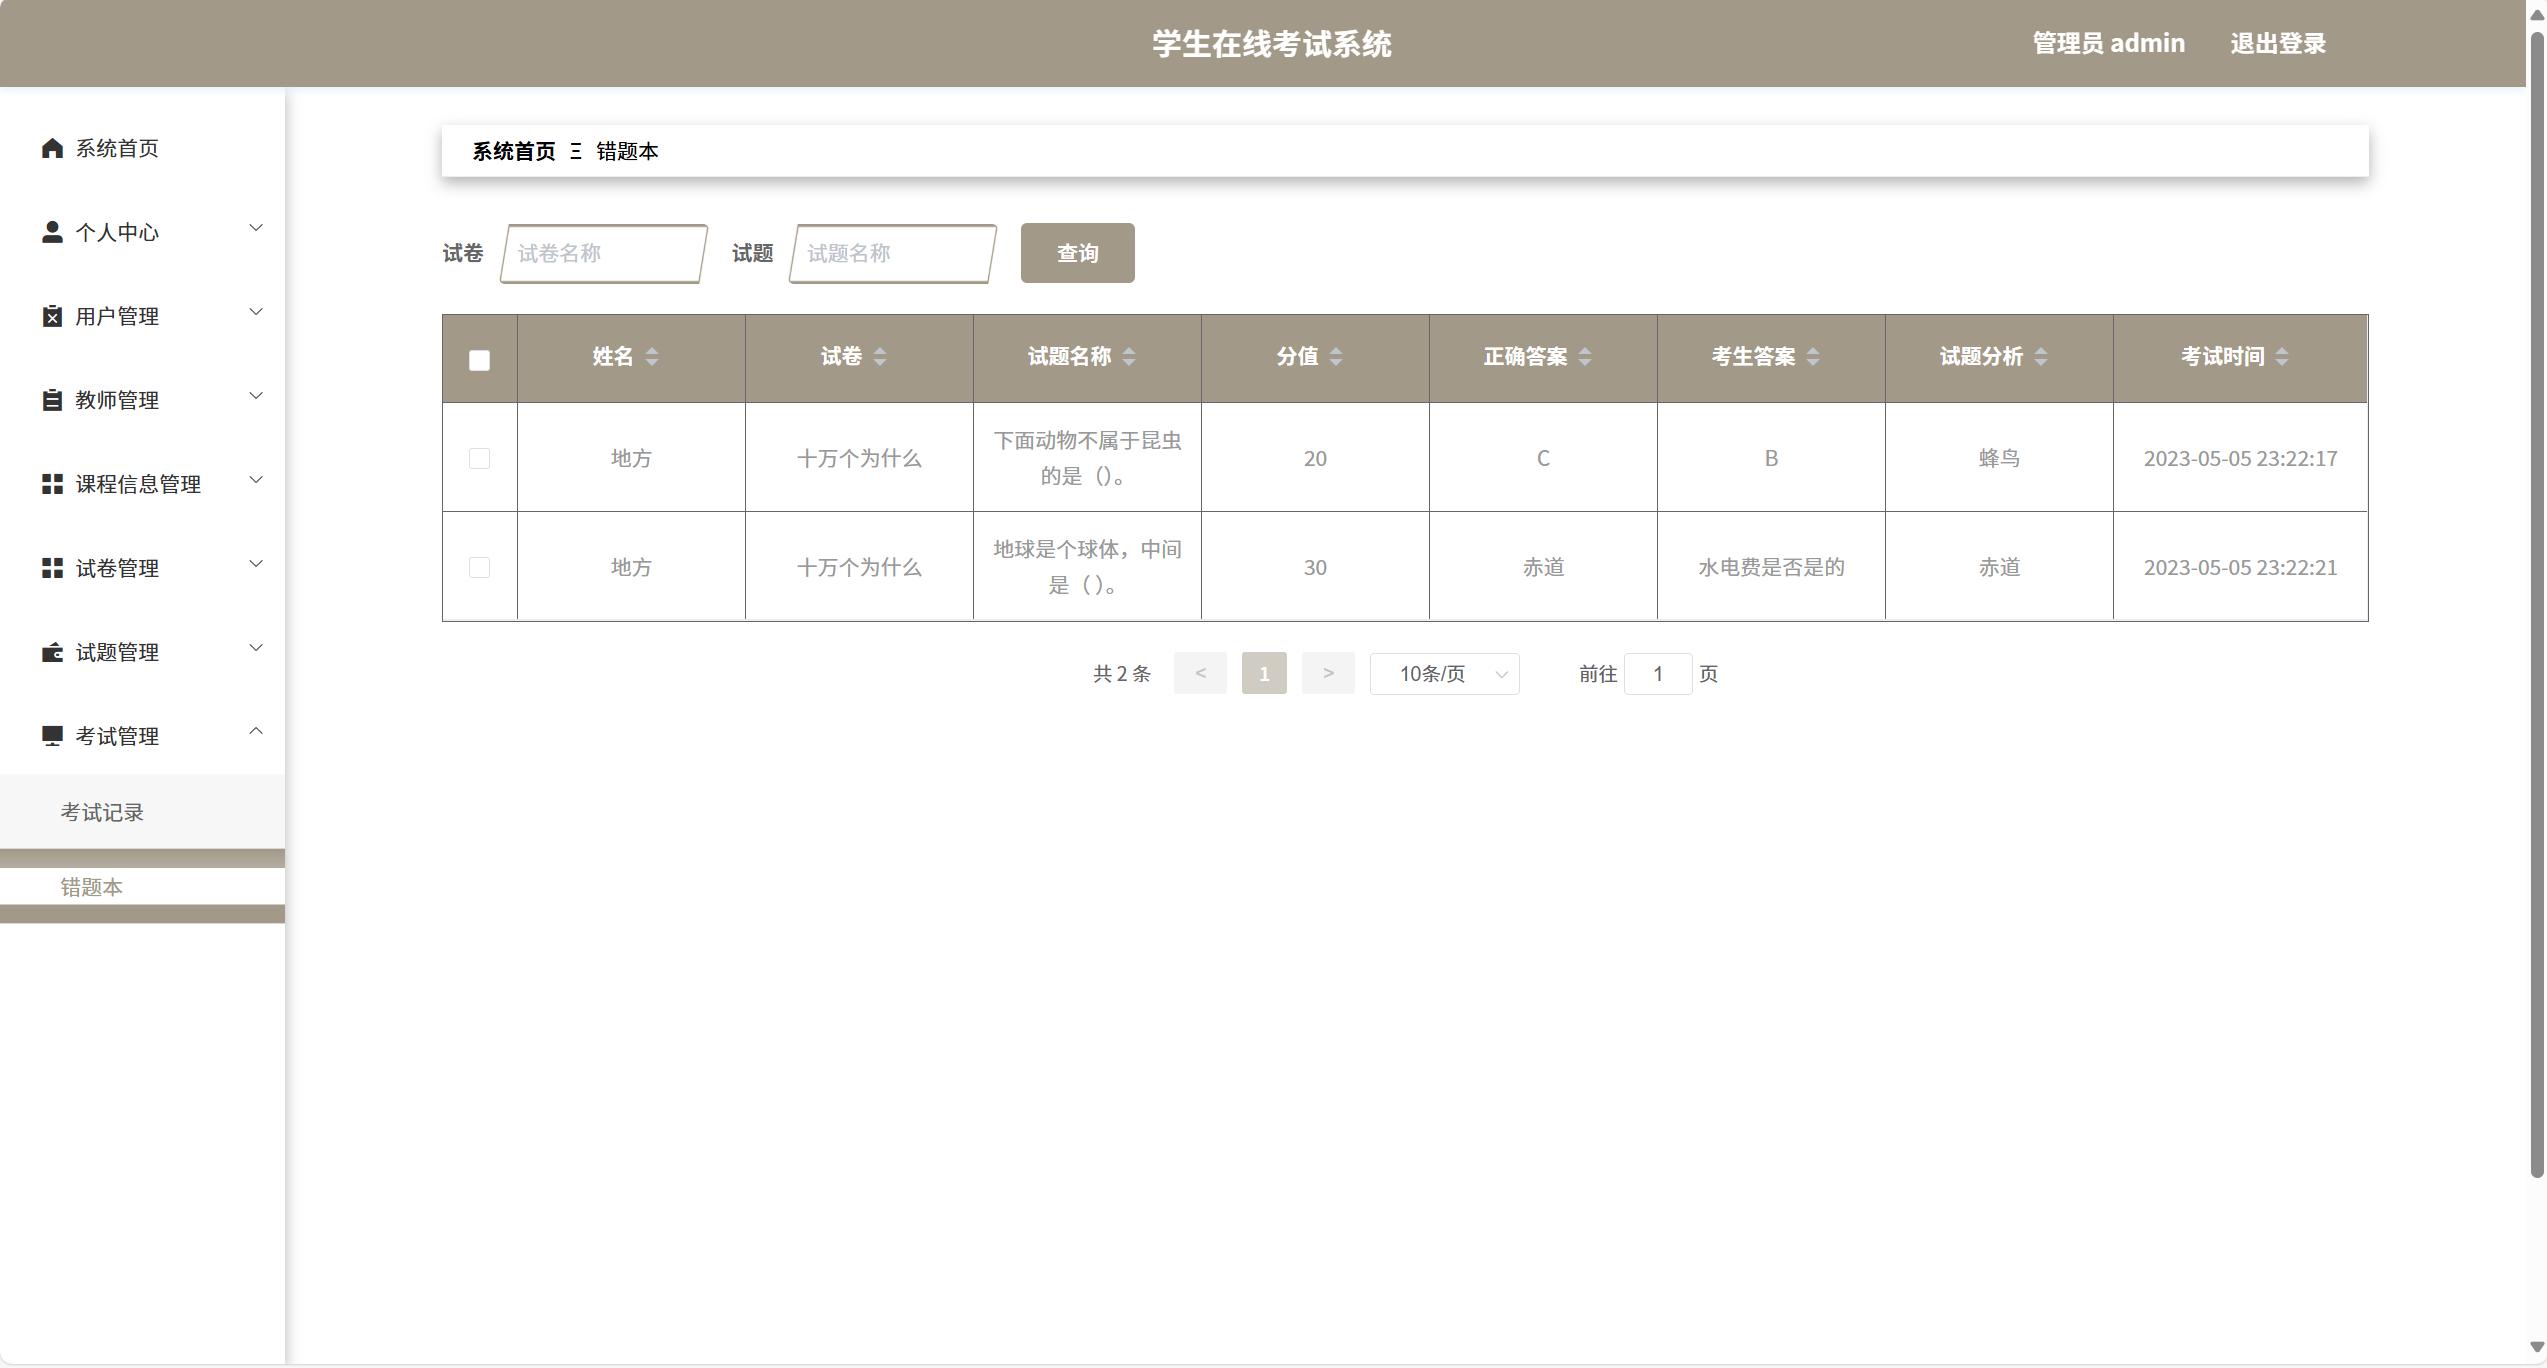 学生在线考试系统
管理员 admin
退出登录
系统首页
个人中心
用户管理
教师管理
课程信息管理
试卷管理
试题管理
考试管理
考试记录
错题本
系统首页 Ξ 错题本
试卷 试卷名称 试题 试题名称 查询
姓名 试卷 试题名称 分值 正确答案 考生答案 试题分析 考试时间
地方 十万个为什么 下面动物不属于昆虫的是（）。 20 C B 蜂鸟 2023-05-05 23:22:17
地方 十万个为什么 地球是个球体，中间是（ ）。 30 赤道 水电费是否是的 赤道 2023-05-05 23:22:21
共 2 条 < 1 > 10条/页 前往 1 页